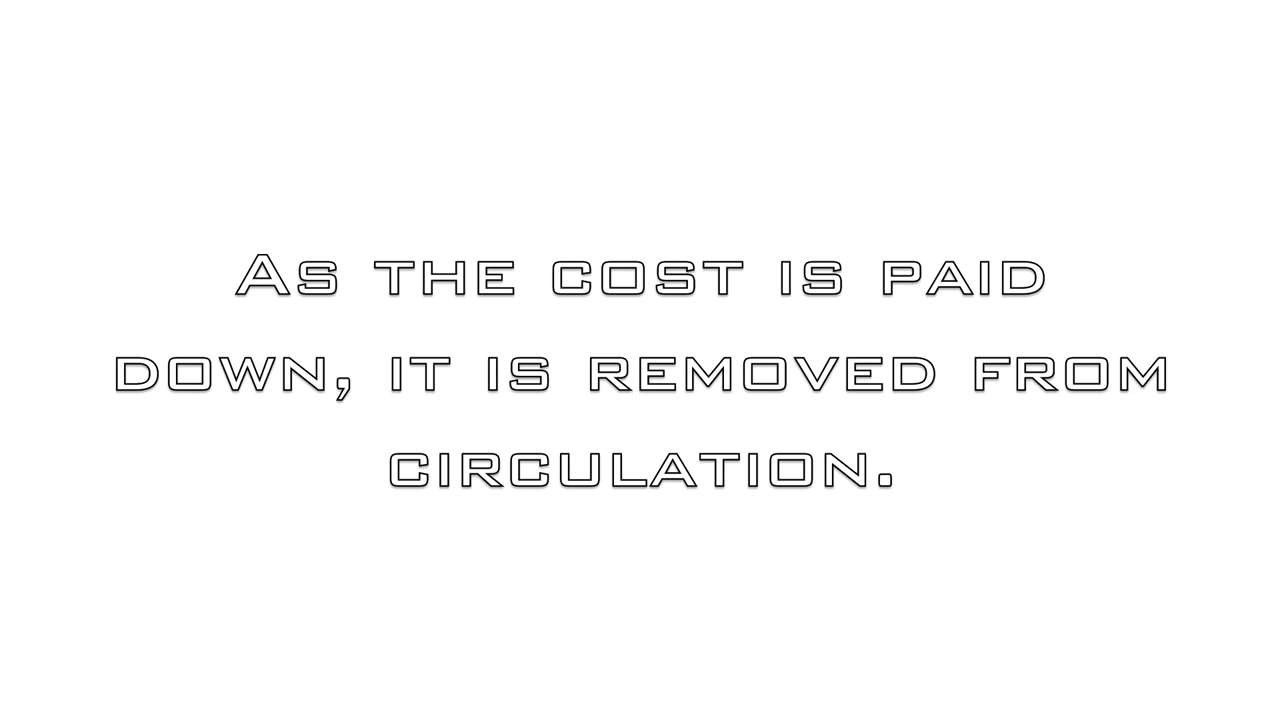 As the cost is paid
down, it is removed from
circulation.